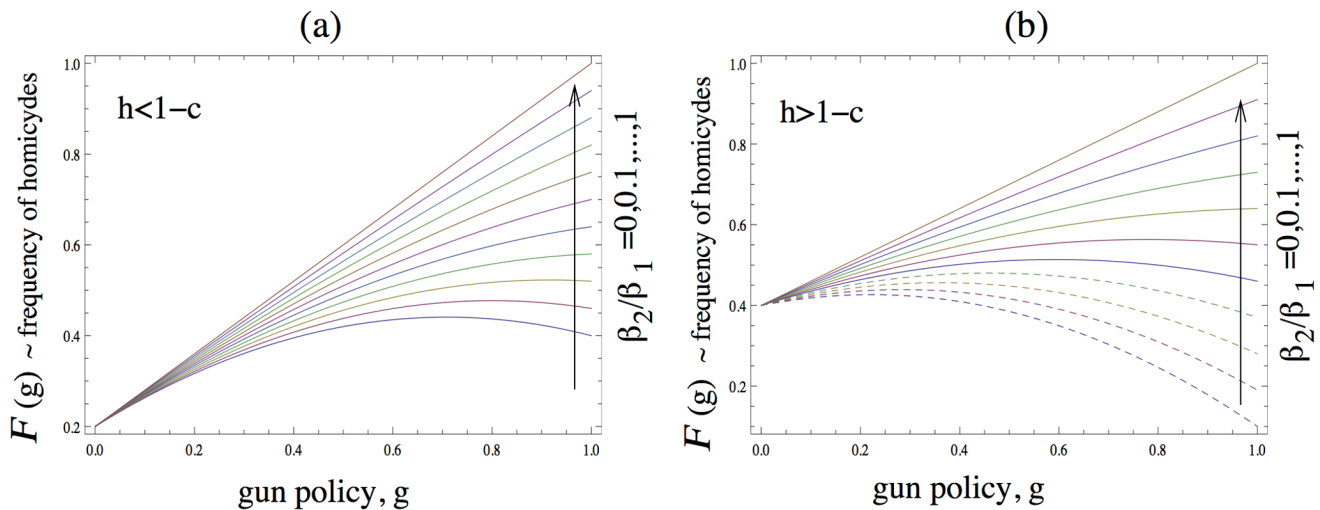 (a)
h<1−c
F (g) ~ frequency of homicydes
1.0
0.8
0.6
0.4
0.2
0.0 0.2 0.4 0.6 0.8 1.0
gun policy, g
β2/β1 =0,0.1,...,1
(b)
h>1−c
F (g) ~frequency of homicydes
1.0
0.8
0.6
0.4
0.2
0.0 0.2 0.4 0.6 0.8 1.0
gun policy, g
β2/β1 =0,0.1,...,1